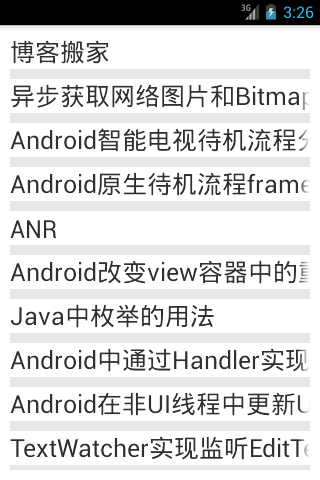 3G 3:26
博客搬家
异步获取网络图片和Bitmap
Android智能电视待机流程
Android原生待机流程frame
ANR
Android改变view容器中的
Java中枚举的用法
Android中通过Handler实现
Android在非UI线程中更新U
TextWatcher实现监听EditTe